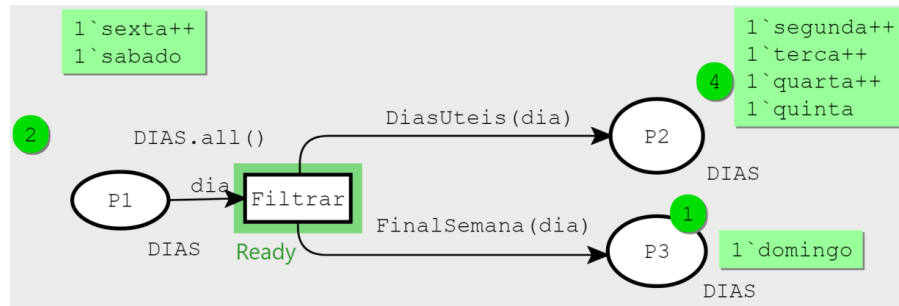 1`sexta++
1`sabado
1`segunda++
1`terca++
1`quarta++
1`quinta
4
2
DIAS.all()
DiasUteis(dia)
P2
DIAS
dia
P1
Filtrar
DIAS
Ready
FinalSemana(dia)
1
P3
1`domingo
DIAS